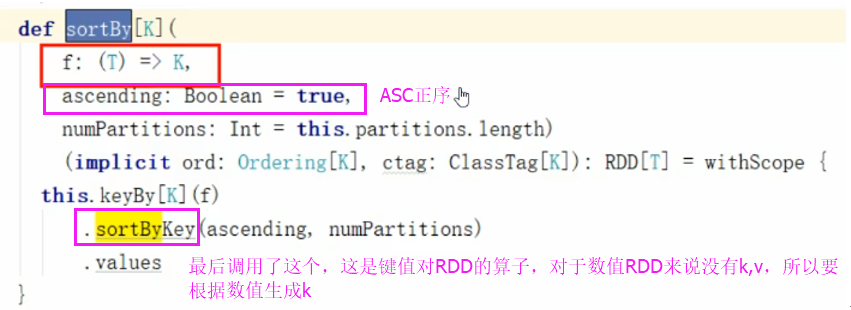 def sortBy[K](
f: (T) => K,
ascending: Boolean = true, ASC正序
numPartitions: Int = this.partitions.length)
(implicit ord: Ordering[K], ctag: ClassTag[K]): RDD[T] = withScope {
this.keyBy[K](f)
.sortByKey(ascending, numPartitions)
.values 最后调用了这个，这是键值对RDD的算子，对于数值RDD来说没有k,v，所以要
根据数值生成k
}